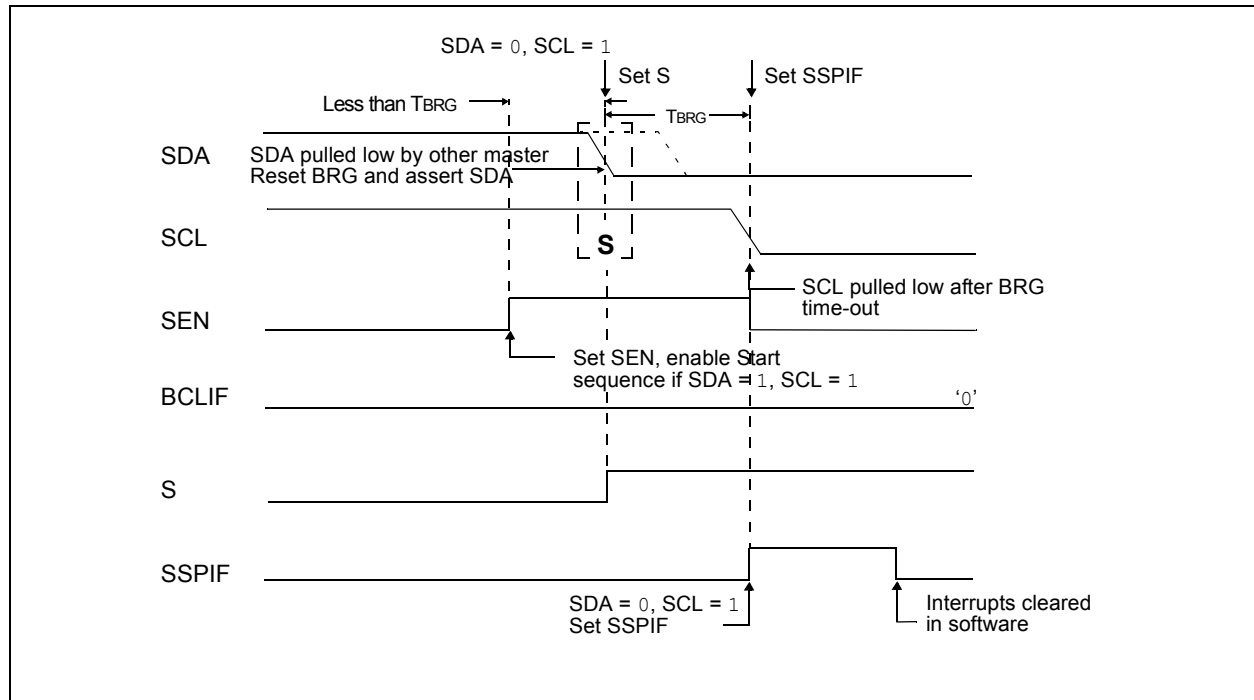 SDA = 0, SCL = 1
Set S
Set SSPIF
Less than TBRG
TBRG
SDA
SDA pulled low by other master
Reset BRG and assert SDA
SCL
S
SCL pulled low after BRG
time-out
SEN
Set SEN, enable Start
sequence if SDA = 1, SCL = 1
BCLIF
‘0’
S
SSPIF
SDA = 0, SCL = 1
Set SSPIF
Interrupts cleared
in software